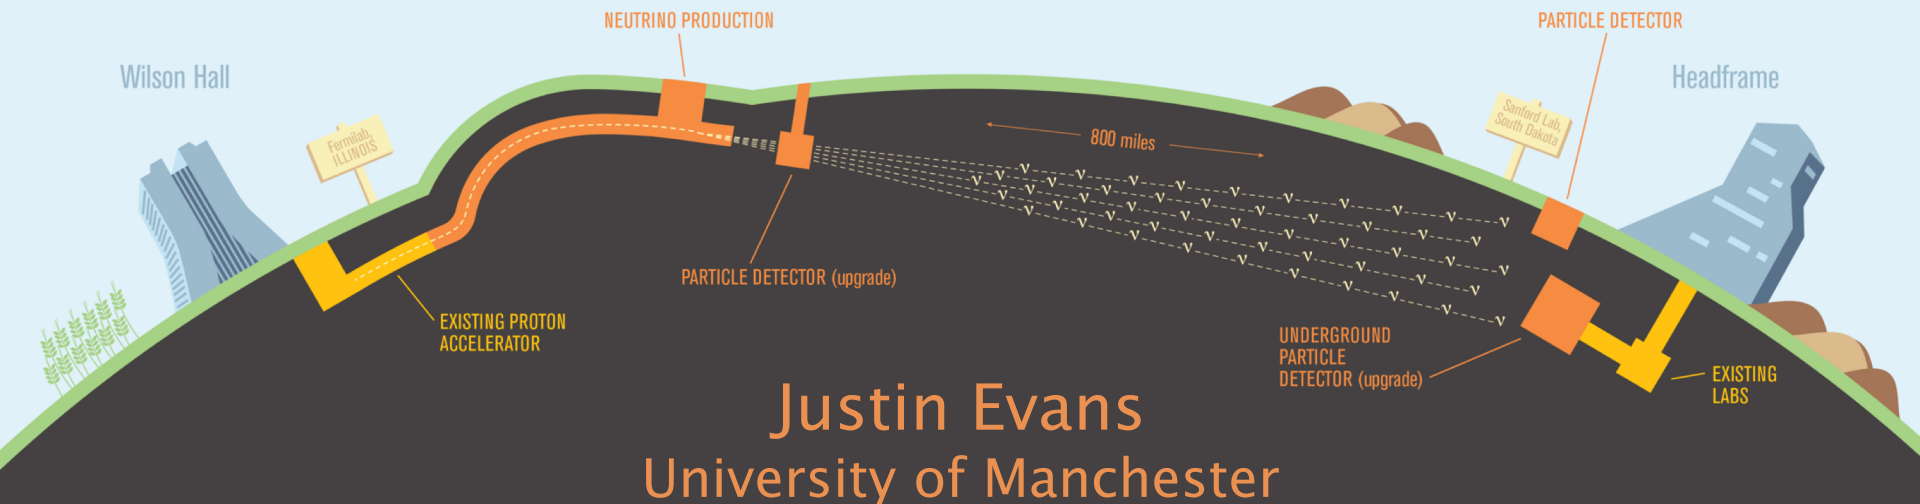 NEUTRINO PRODUCTION
PARTICLE DETECTOR
Wilson Hall
Headframe
Fermilab,
ILLINOIS
Sanford Lab,
South Dakota
800 miles
ν ν ν ν ν ν ν ν ν ν
ν ν ν ν ν ν ν ν ν ν
ν ν ν ν ν ν ν ν ν ν
ν ν ν ν ν ν ν ν ν
ν ν ν ν ν ν ν ν ν
PARTICLE DETECTOR (upgrade)
EXISTING PROTON
ACCELERATOR
UNDERGROUND
PARTICLE
DETECTOR (upgrade)
EXISTING
LABS
Justin Evans
University of Manchester